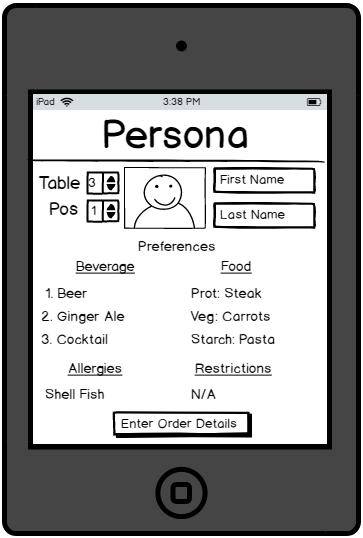 iPad 3:38 PM
Persona
Table 3 First Name
Pos 1 Last Name
Preferences
Beverage Food
1. Beer Prot: Steak
2. Ginger Ale Veg: Carrots
3. Cocktail Starch: Pasta
Allergies Restrictions
Shell Fish N/A
Enter Order Details